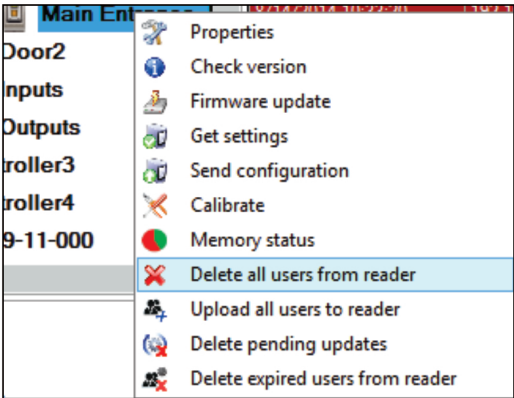 Main Entrance
Door2
nputs
Outputs
troller3
troller4
9-11-000
Properties
Check version
Firmware update
Get settings
Send configuration
Calibrate
Memory status
Delete all users from reader
Upload all users to reader
Delete pending updates
Delete expired users from reader